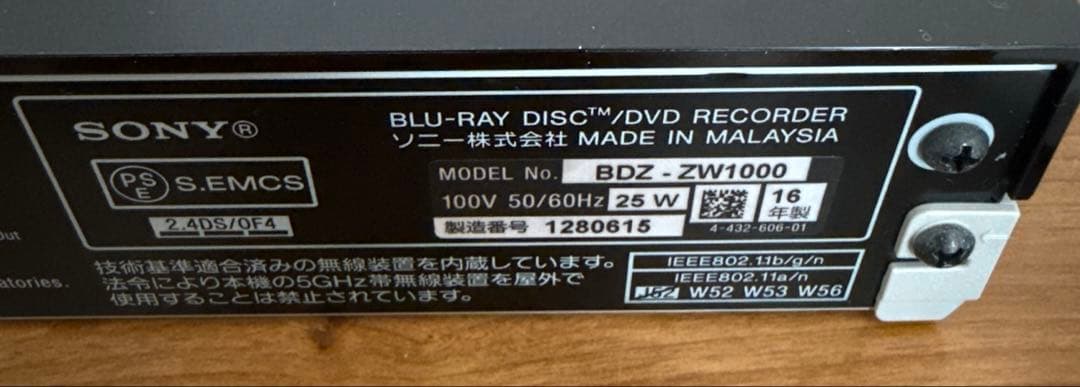 SONY®
PSE S.EMCS
2.4DS/OF4
BLU-RAY DISC™/DVD RECORDER
ソニー株式会社 MADE IN MALAYSIA
MODEL No. BDZ - ZW1000
100V 50/60Hz 25 W
16年製
製造番号 1280615
4-432-606-01
out
atories.
技術基準適合済みの無線装置を内蔵しています。
法令により本機の5GHz帯無線装置を屋外で
使用することは禁止されています。
IEEE802.11b/g/n
IEEE802.11a/n
J52 W52 W53 W56